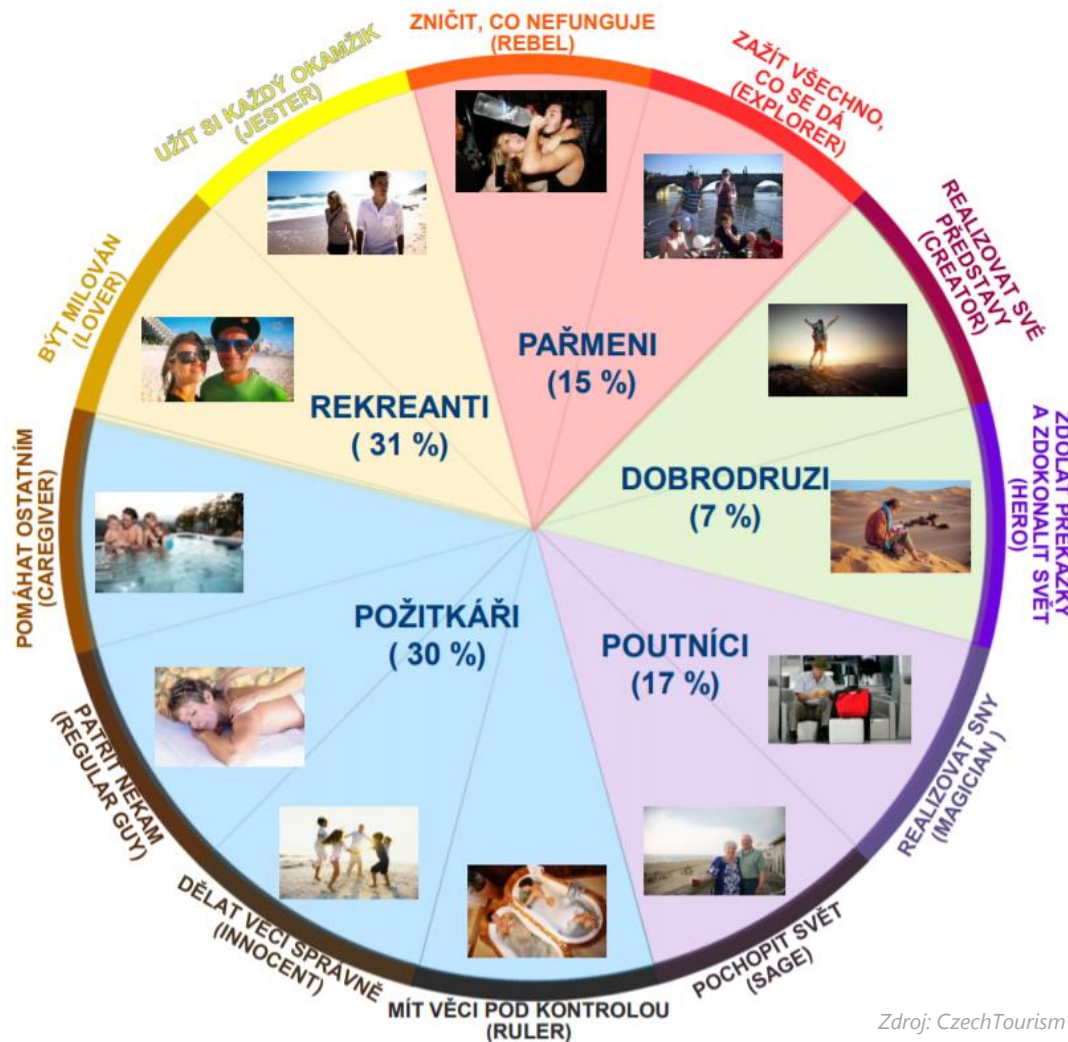 ZNIČIT, CO NEFUNGUJE
(REBEL)
ZAŽÍT VŠECHNO,
CO SE DÁ
(EXPLORER)
REALIZOVAT SVÉ
PŘEDSTAVY
(CREATOR)
ZDOLAT PŘEKÁŽKY
A ZDOKONALIT SVĚT
(HERO)
REALIZOVAT SNY
(MAGICIAN )
POCHOPIT SVĚT
(SAGE)
MÍT VĚCI POD KONTROLOU
(RULER)
DĚLAT VĚCI SPRÁVNĚ
(INNOCENT)
PATŘIT NĚKAM
(REGULAR GUY)
POMÁHAT OSTATNÍM
(CAREGIVER)
BÝT MILOVÁN
(LOVER)
UŽÍT SI KAŽDÝ OKAMŽIK
(JESTER)
PAŘMENI
(15 %)
DOBRODRUZI
(7 %)
POUTNÍCI
(17 %)
POŽITKÁŘI
( 30 %)
REKREANTI
( 31 %)
Zdroj: CzechTourism